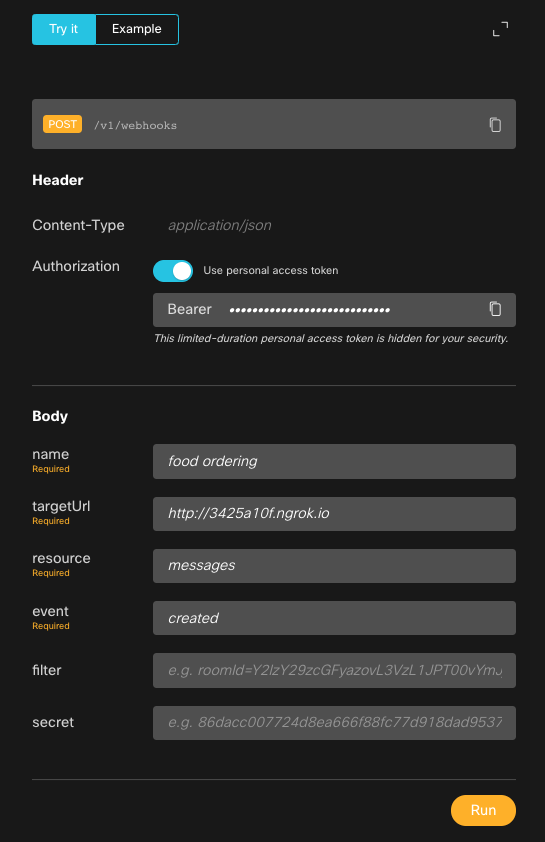 Try it Example
POST /v1/webhooks
Header
Content-Type application/json
Authorization Use personal access token
Bearer ••••••••••••••••••••••••••••
This limited-duration personal access token is hidden for your security.
Body
name food ordering
Required
targetUrl http://3425a10f.ngrok.io
Required
resource messages
Required
event created
Required
filter e.g.
secret e.g. 86dacc007724d8ea666f88fc77d918dad9537
Run